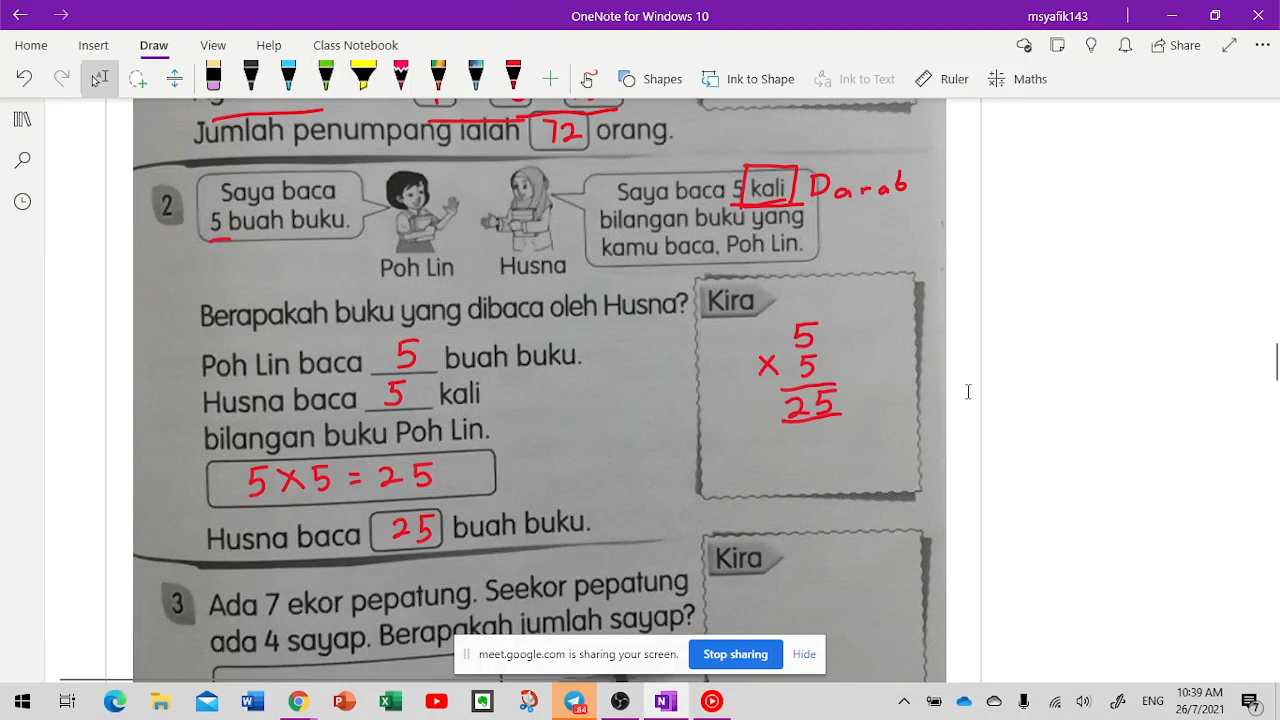 OneNote for Windows 10
msyafik143
Home Insert Draw View Help Class Notebook
Share
Shapes Ink to Shape Ink to Text Ruler Maths
Jumlah penumpang ialah 72 orang.
2
Saya baca
5 buah buku.
Poh Lin
Husna
Saya baca 5 kali
bilangan buku yang
kamu baca, Poh Lin.
Darab
Berapakah buku yang dibaca oleh Husna?
Poh Lin baca 5 buah buku.
Husna baca 5 kali
bilangan buku Poh Lin.
5 × 5 = 25
Husna baca 25 buah buku.
Kira
5
× 5
25
3 Ada 7 ekor pepatung. Seekor pepatung
ada 4 sayap. Berapakah jumlah sayap?
Kira
meet.google.com is sharing your screen. Stop sharing Hide
84
8:39 AM
26/7/2021
7